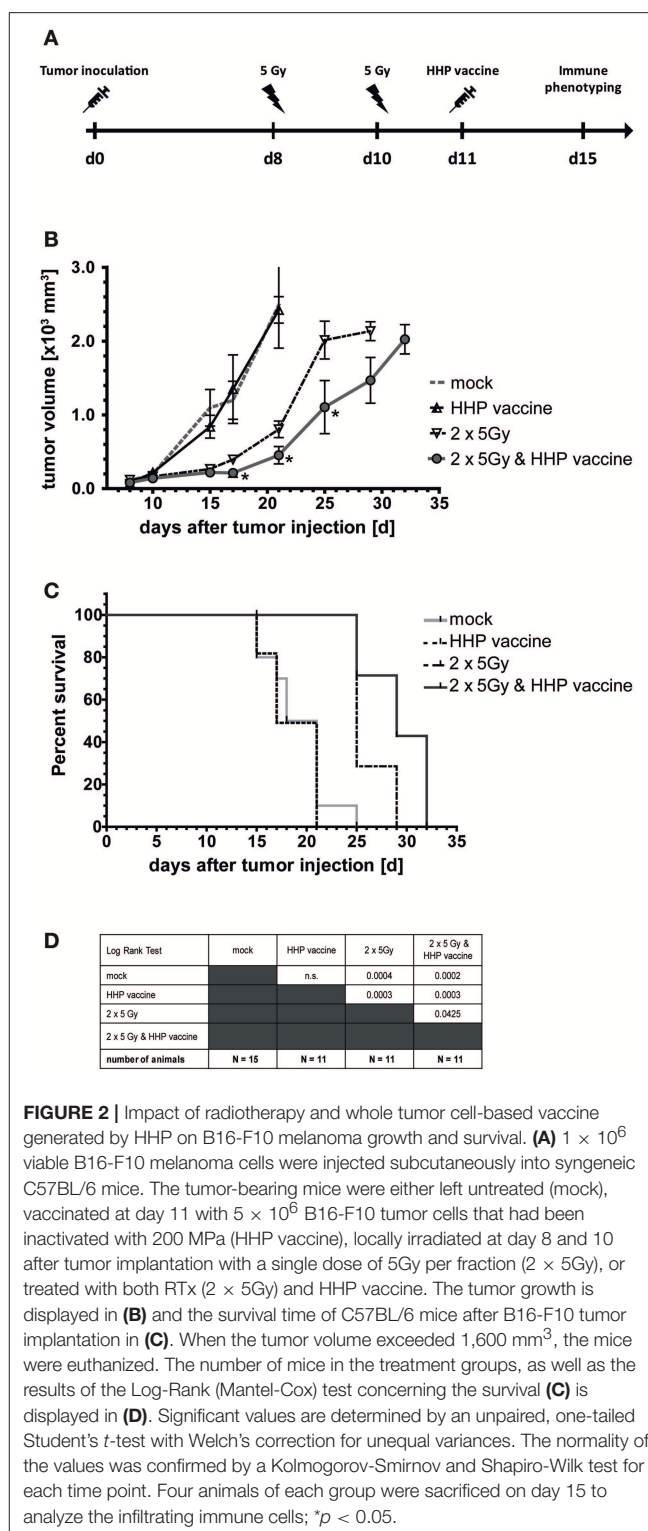 A
Tumor inoculation 5 Gy 5 Gy HHP vaccine Immune phenotyping
d0 d8 d10 d11 d15
B
tumor volume [x10³ mm³]
3.0
2.0
1.0
0.0
10 15 20 25 30 35
days after tumor injection [d]
* * *
mock
HHP vaccine
2 x 5Gy
2 x 5Gy & HHP vaccine
C
Percent survival
100
80
60
40
20
0
0 5 10 15 20 25 30 35
days after tumor injection [d]
mock
HHP vaccine
2 x 5Gy
2 x 5Gy & HHP vaccine
D
Log Rank Test mock HHP vaccine 2 x 5Gy 2 x 5 Gy & HHP vaccine
mock n.s. 0.0004 0.0002
HHP vaccine 0.0003 0.0003
2 x 5 Gy 0.0425
2 x 5 Gy & HHP vaccine
number of animals N = 15 N = 11 N = 11 N = 11
FIGURE 2 | Impact of radiotherapy and whole tumor cell-based vaccine
generated by HHP on B16-F10 melanoma growth and survival. (A) 1 × 10⁶
viable B16-F10 melanoma cells were injected subcutaneously into syngeneic
C57BL/6 mice. The tumor-bearing mice were either left untreated (mock),
vaccinated at day 11 with 5 × 10⁶ B16-F10 tumor cells that had been
inactivated with 200 MPa (HHP vaccine), locally irradiated at day 8 and 10
after tumor implantation with a single dose of 5Gy per fraction (2 × 5Gy), or
treated with both RTx (2 × 5Gy) and HHP vaccine. The tumor growth is
displayed in (B) and the survival time of C57BL/6 mice after B16-F10 tumor
implantation in (C). When the tumor volume exceeded 1,600 mm³, the mice
were euthanized. The number of mice in the treatment groups, as well as the
results of the Log-Rank (Mantel-Cox) test concerning the survival (C) is
displayed in (D). Significant values are determined by an unpaired, one-tailed
Student's t-test with Welch's correction for unequal variances. The normality of
the values was confirmed by a Kolmogorov-Smirnov and Shapiro-Wilk test for
each time point. Four animals of each group were sacrificed on day 15 to
analyze the infiltrating immune cells; *p < 0.05.